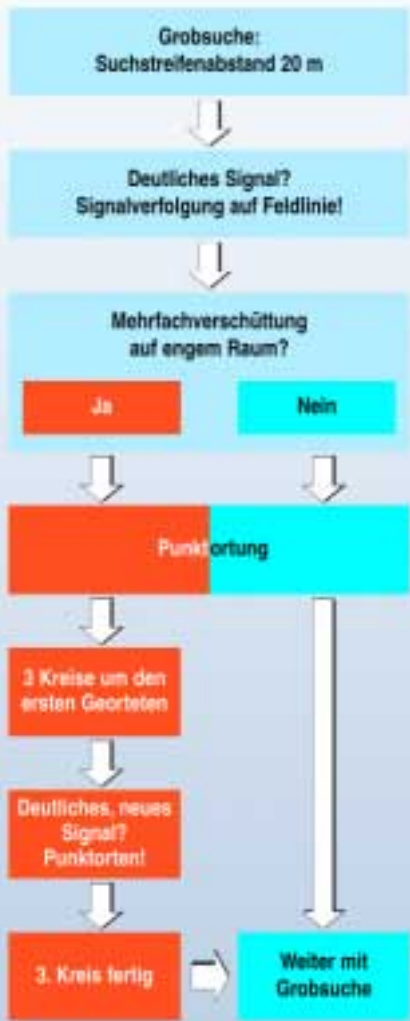 Grobsuche:
Suchstreifenabstand 20 m
Deutliches Signal?
Signalverfolgung auf Feldlinie!
Mehrfachverschüttung
auf engem Raum?
Ja
Nein
Punktortung
3 Kreise um den
ersten Georteten
Deutliches, neues
Signal?
Punktorten!
3. Kreis fertig
Weiter mit
Grobsuche